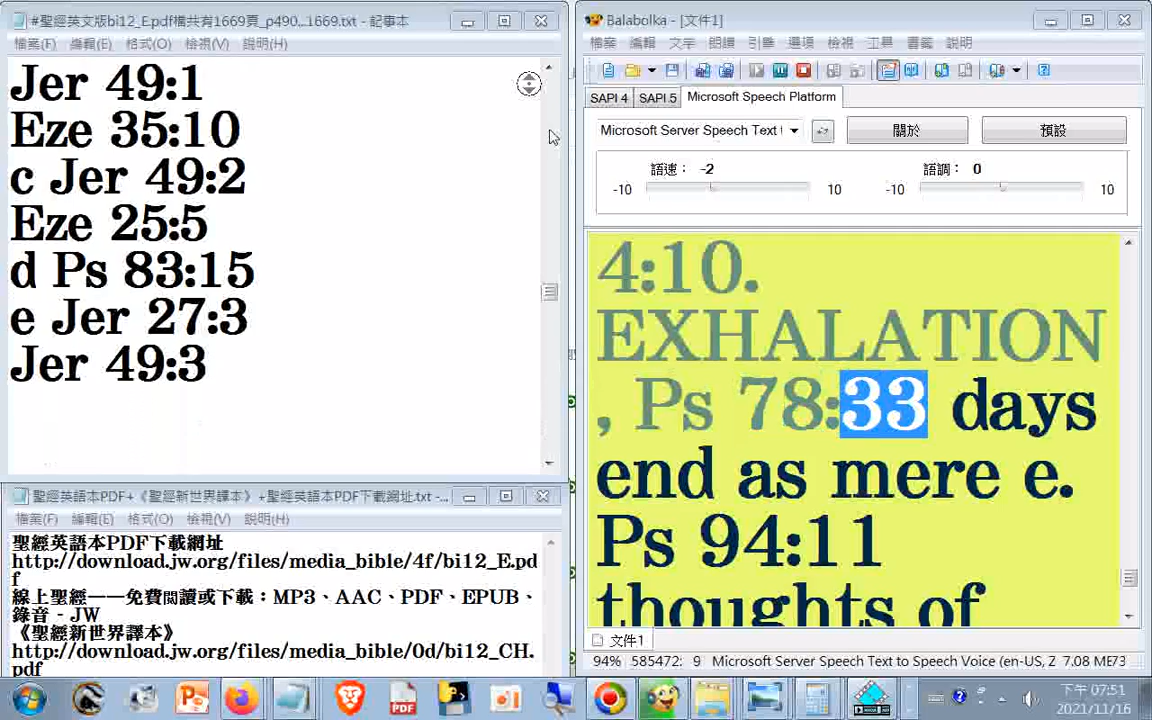 #聖經英文版bi12_E.pdf檔共有1669頁_p490,,,1669.txt - 記事本
檔案(F) 編輯(E) 格式(O) 檢視(V) 說明(H)
Jer 49:1
Eze 35:10
c Jer 49:2
Eze 25:5
d Ps 83:15
e Jer 27:3
Jer 49:3
聖經英語本PDF+《聖經新世界譯本》+聖經英語本PDF下載網址.txt -...
檔案(F) 編輯(E) 格式(O) 檢視(V) 說明(H)
聖經英語本PDF下載網址
http://download.jw.org/files/media_bible/4f/bi12_E.pd
f
線上聖經——免費閱讀或下載：MP3、AAC、PDF、EPUB、
錄音 - JW
《聖經新世界譯本》
http://download.jw.org/files/media_bible/0d/bi12_CH.
pdf
Balabolka - [文件1]
檔案 編輯 文字 朗讀 引擎 選項 檢視 工具 書籤 說明
SAPI 4 SAPI 5 Microsoft Speech Platform
Microsoft Server Speech Text 關於 預設
語速： -2 語調： 0
-10 10 -10 10
4:10.
EXHALATION
, Ps 78:33 days
end as mere e.
Ps 94:11
thoughts of
文件1
94% 585472: 9 Microsoft Server Speech Text to Speech Voice (en-US, Z 7.08 ME73
PDF
下午 07:51
2021/11/16